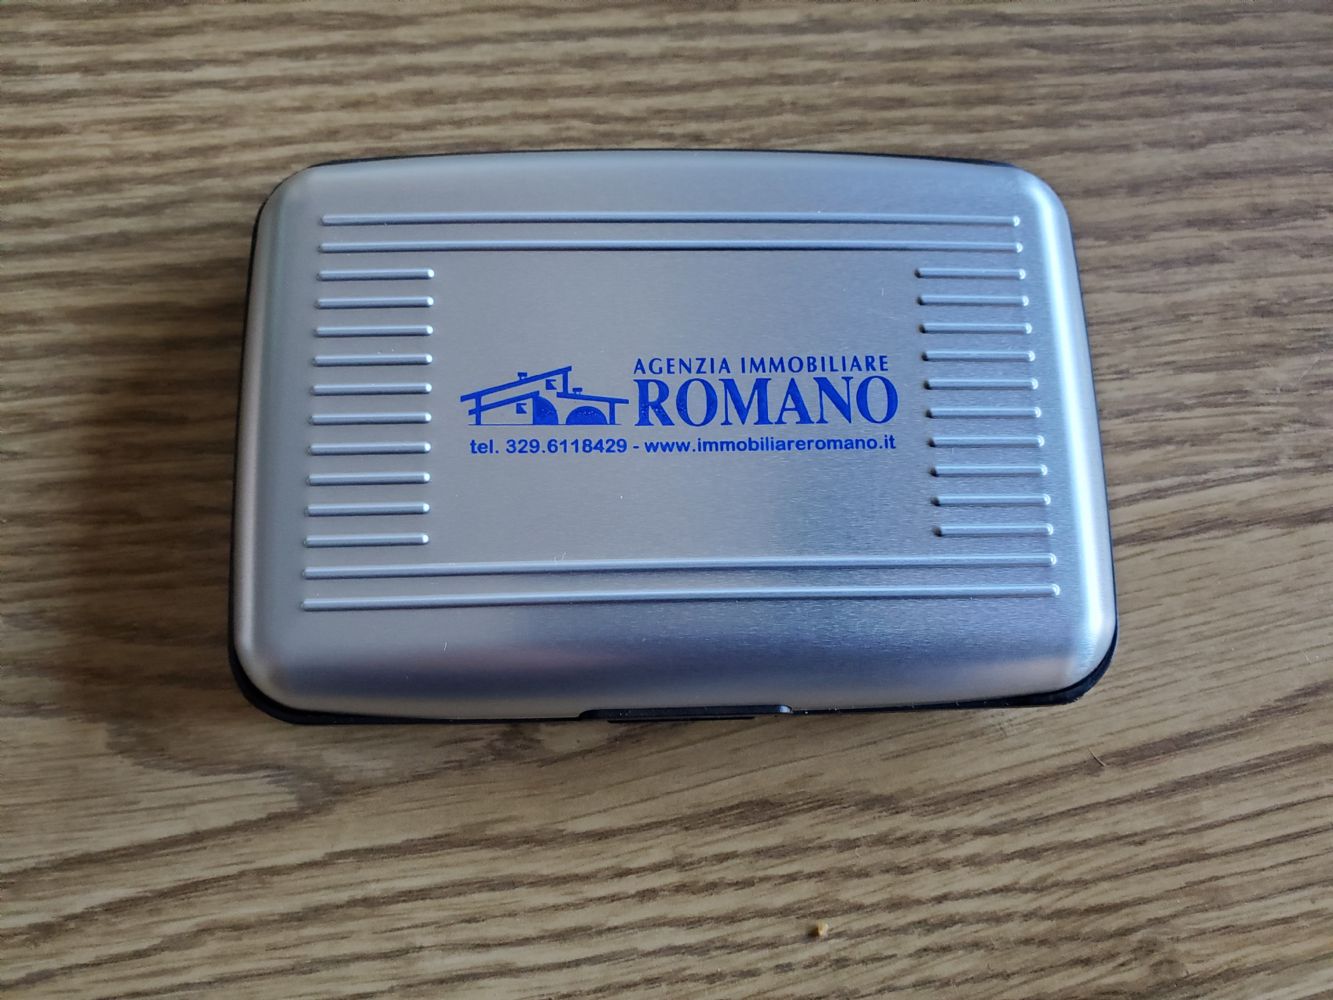 AGENZIA IMMOBILIARE
ROMANO
tel. 329.6118429 - www.immobiliareromano.it